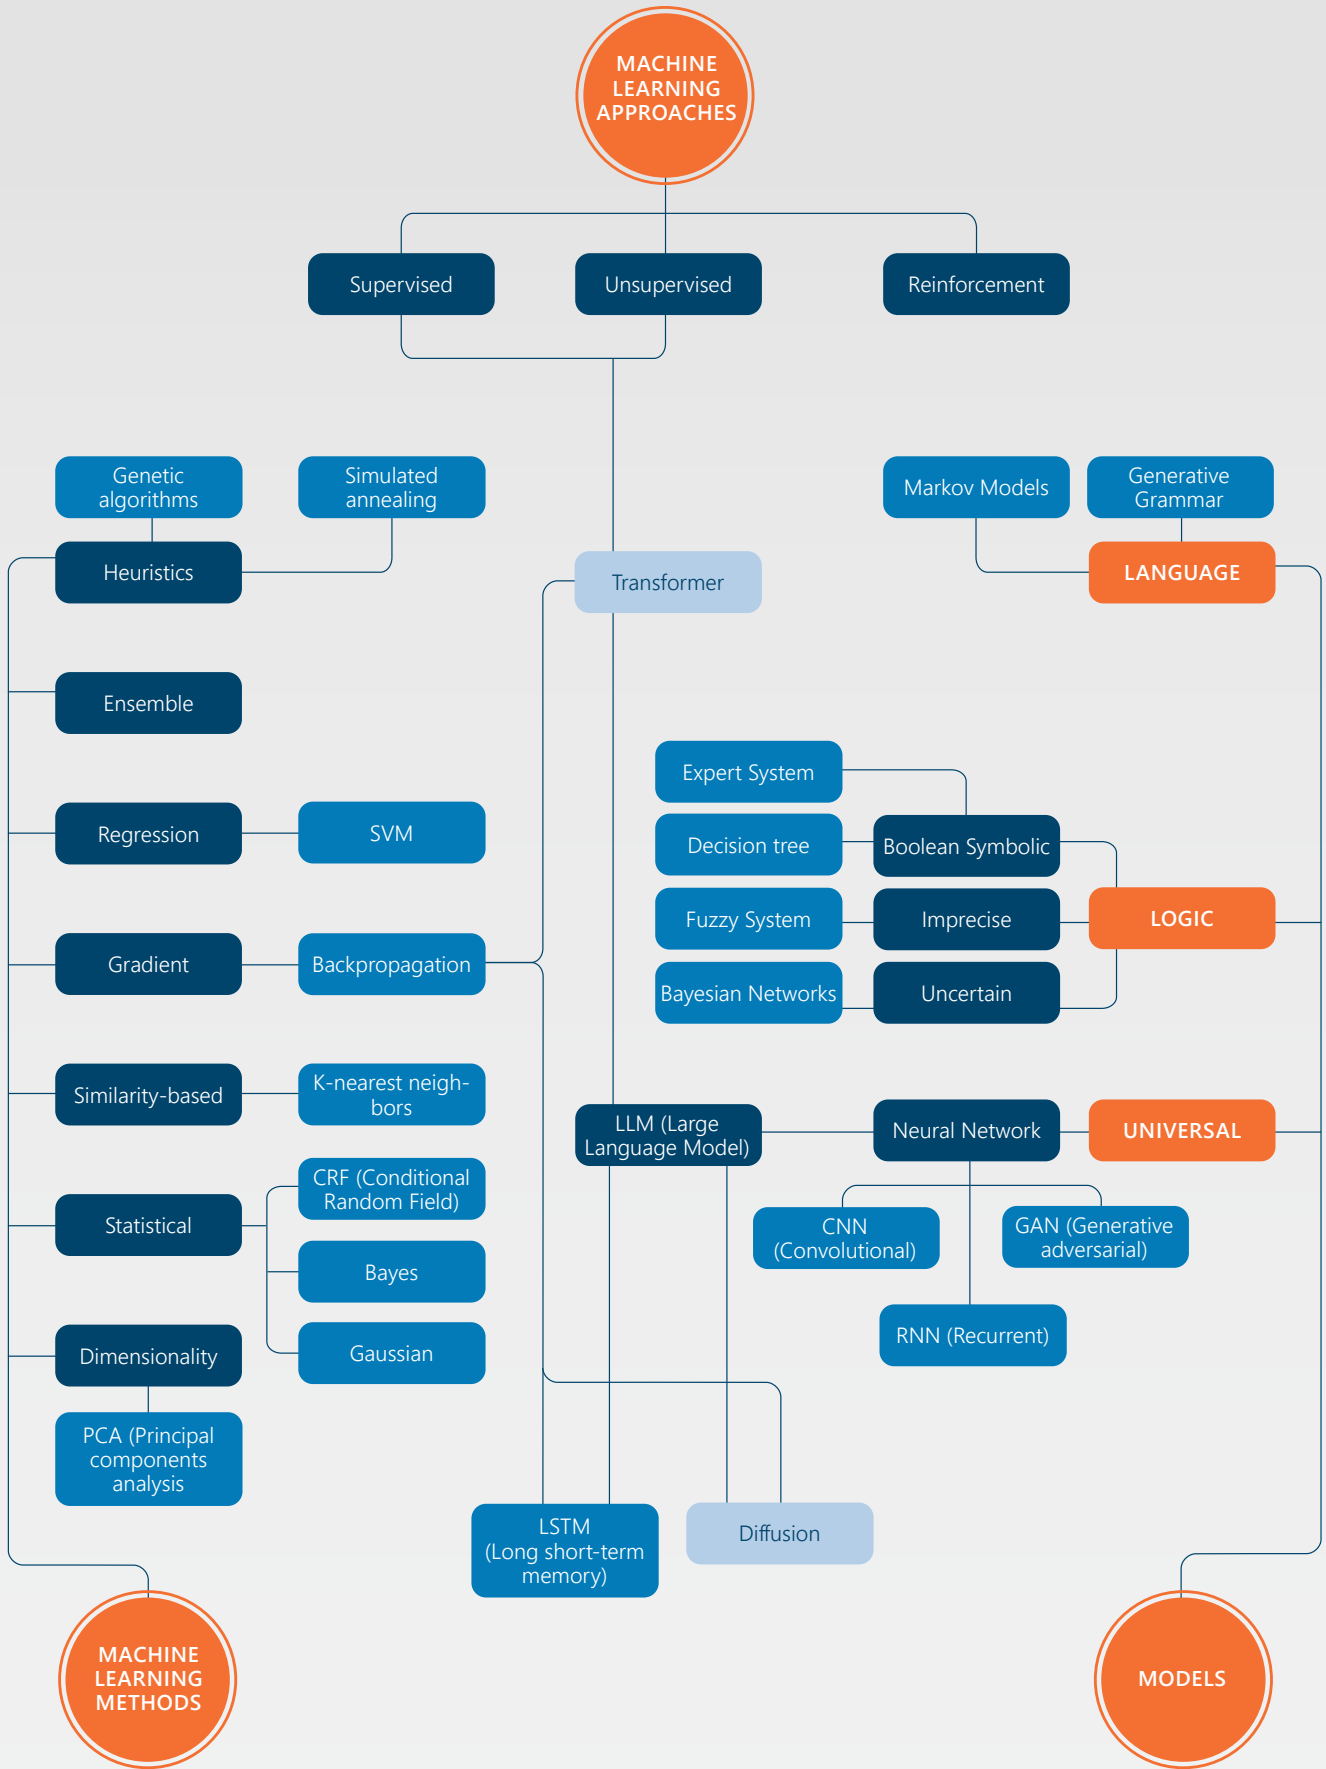 MACHINE
LEARNING
APPROACHES
Supervised
Unsupervised
Reinforcement
Genetic
algorithms
Simulated
annealing
Markov Models
Generative
Grammar
Heuristics
Transformer
LANGUAGE
Ensemble
Expert System
Regression
SVM
Decision tree
Boolean Symbolic
Fuzzy System
Imprecise
LOGIC
Gradient
Backpropagation
Bayesian Networks
Uncertain
Similarity-based
K-nearest neigh-
bors
LLM (Large
Language Model)
Neural Network
UNIVERSAL
CRF (Conditional
Random Field)
Statistical
CNN
(Convolutional)
GAN (Generative
adversarial)
Bayes
RNN (Recurrent)
Dimensionality
Gaussian
PCA (Principal
components
analysis
LSTM
(Long short-term
memory)
Diffusion
MACHINE
LEARNING
METHODS
MODELS